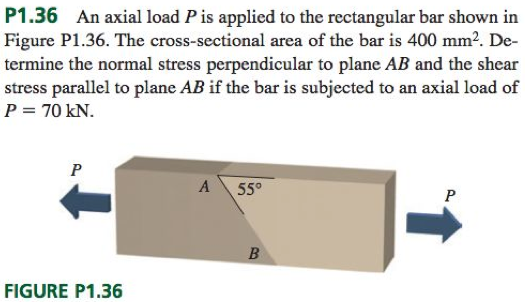 P1.36 An axial load P is applied to the rectangular bar shown in
Figure P1.36. The cross-sectional area of the bar is 400 mm². De-
termine the normal stress perpendicular to plane AB and the shear
stress parallel to plane AB if the bar is subjected to an axial load of
P = 70 kN.
P
A 55°
P
B
FIGURE P1.36